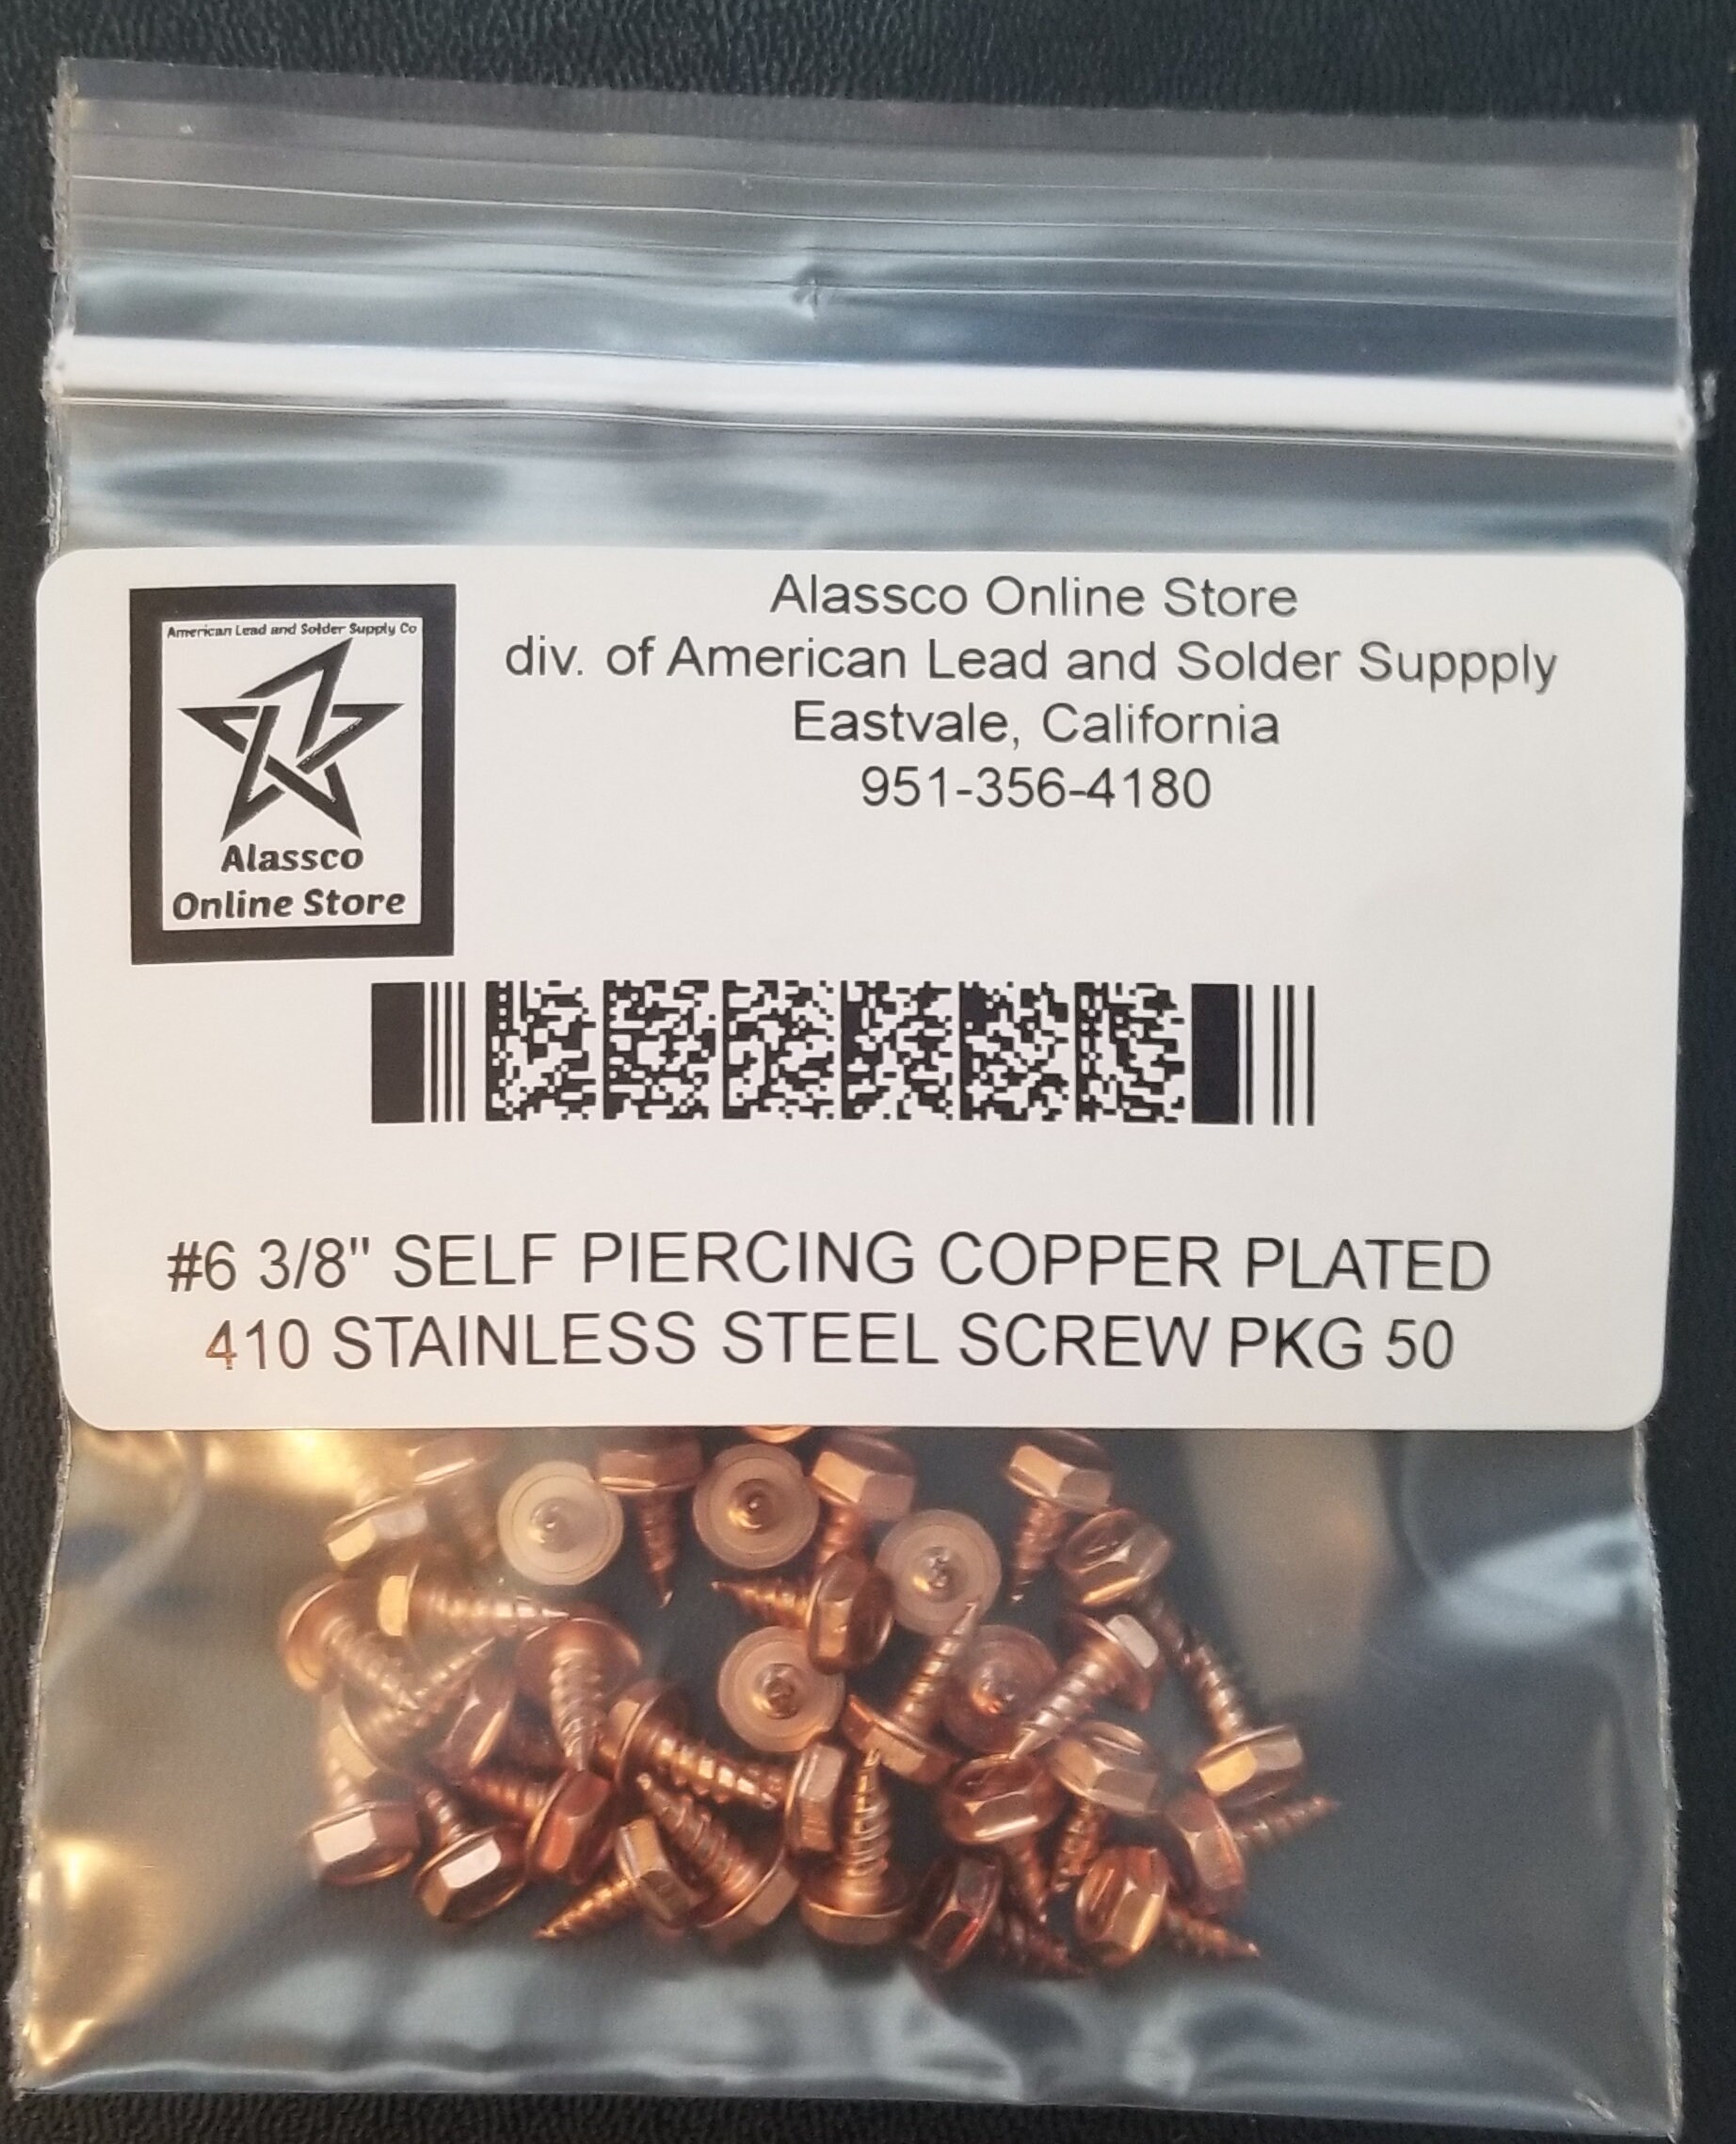 American Lead and Solder Supply Co
Alassco
Online Store
Alassco Online Store
div. of American Lead and Solder Suppply
Eastvale, California
951-356-4180
#6 3/8" SELF PIERCING COPPER PLATED
410 STAINLESS STEEL SCREW PKG 50